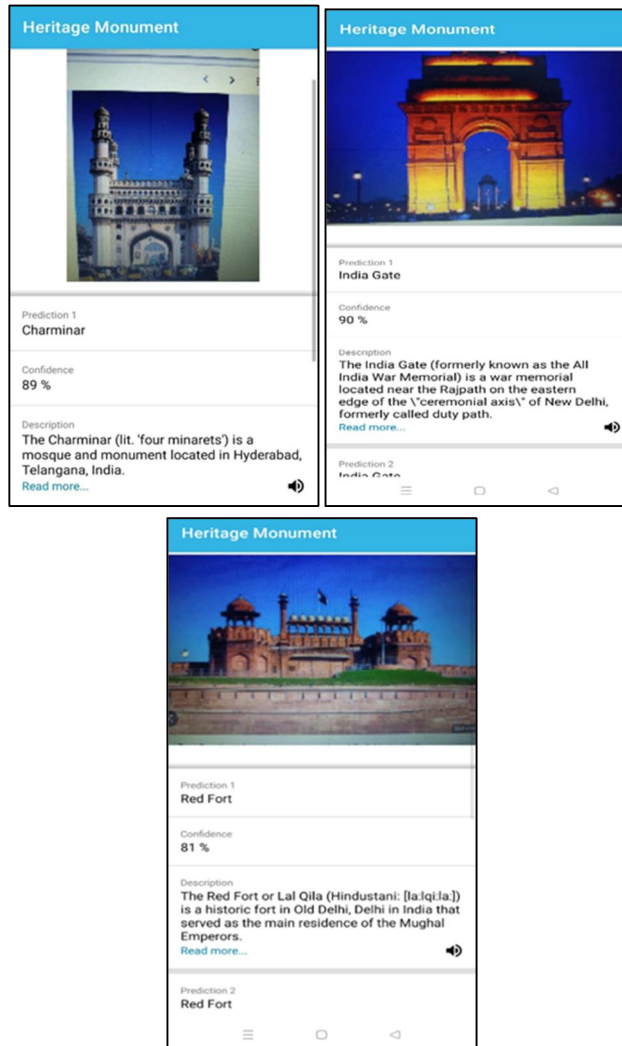 Heritage Monument
Prediction 1
Charminar
Confidence
89 %
Description
The Charminar (lit. 'four minarets') is a
mosque and monument located in Hyderabad,
Telangana, India.
Read more...
Heritage Monument
Prediction 1
India Gate
Confidence
90 %
Description
The India Gate (formerly known as the All
India War Memorial) is a war memorial
located near the Rajpath on the eastern
edge of the \"ceremonial axis\" of New Delhi,
formerly called duty path.
Read more...
Prediction 2
India Gate
Heritage Monument
Prediction 1
Red Fort
Confidence
81 %
Description
The Red Fort or Lal Qila (Hindustani: [la:lqi:la:])
is a historic fort in Old Delhi, Delhi in India that
served as the main residence of the Mughal
Emperors.
Read more...
Prediction 2
Red Fort